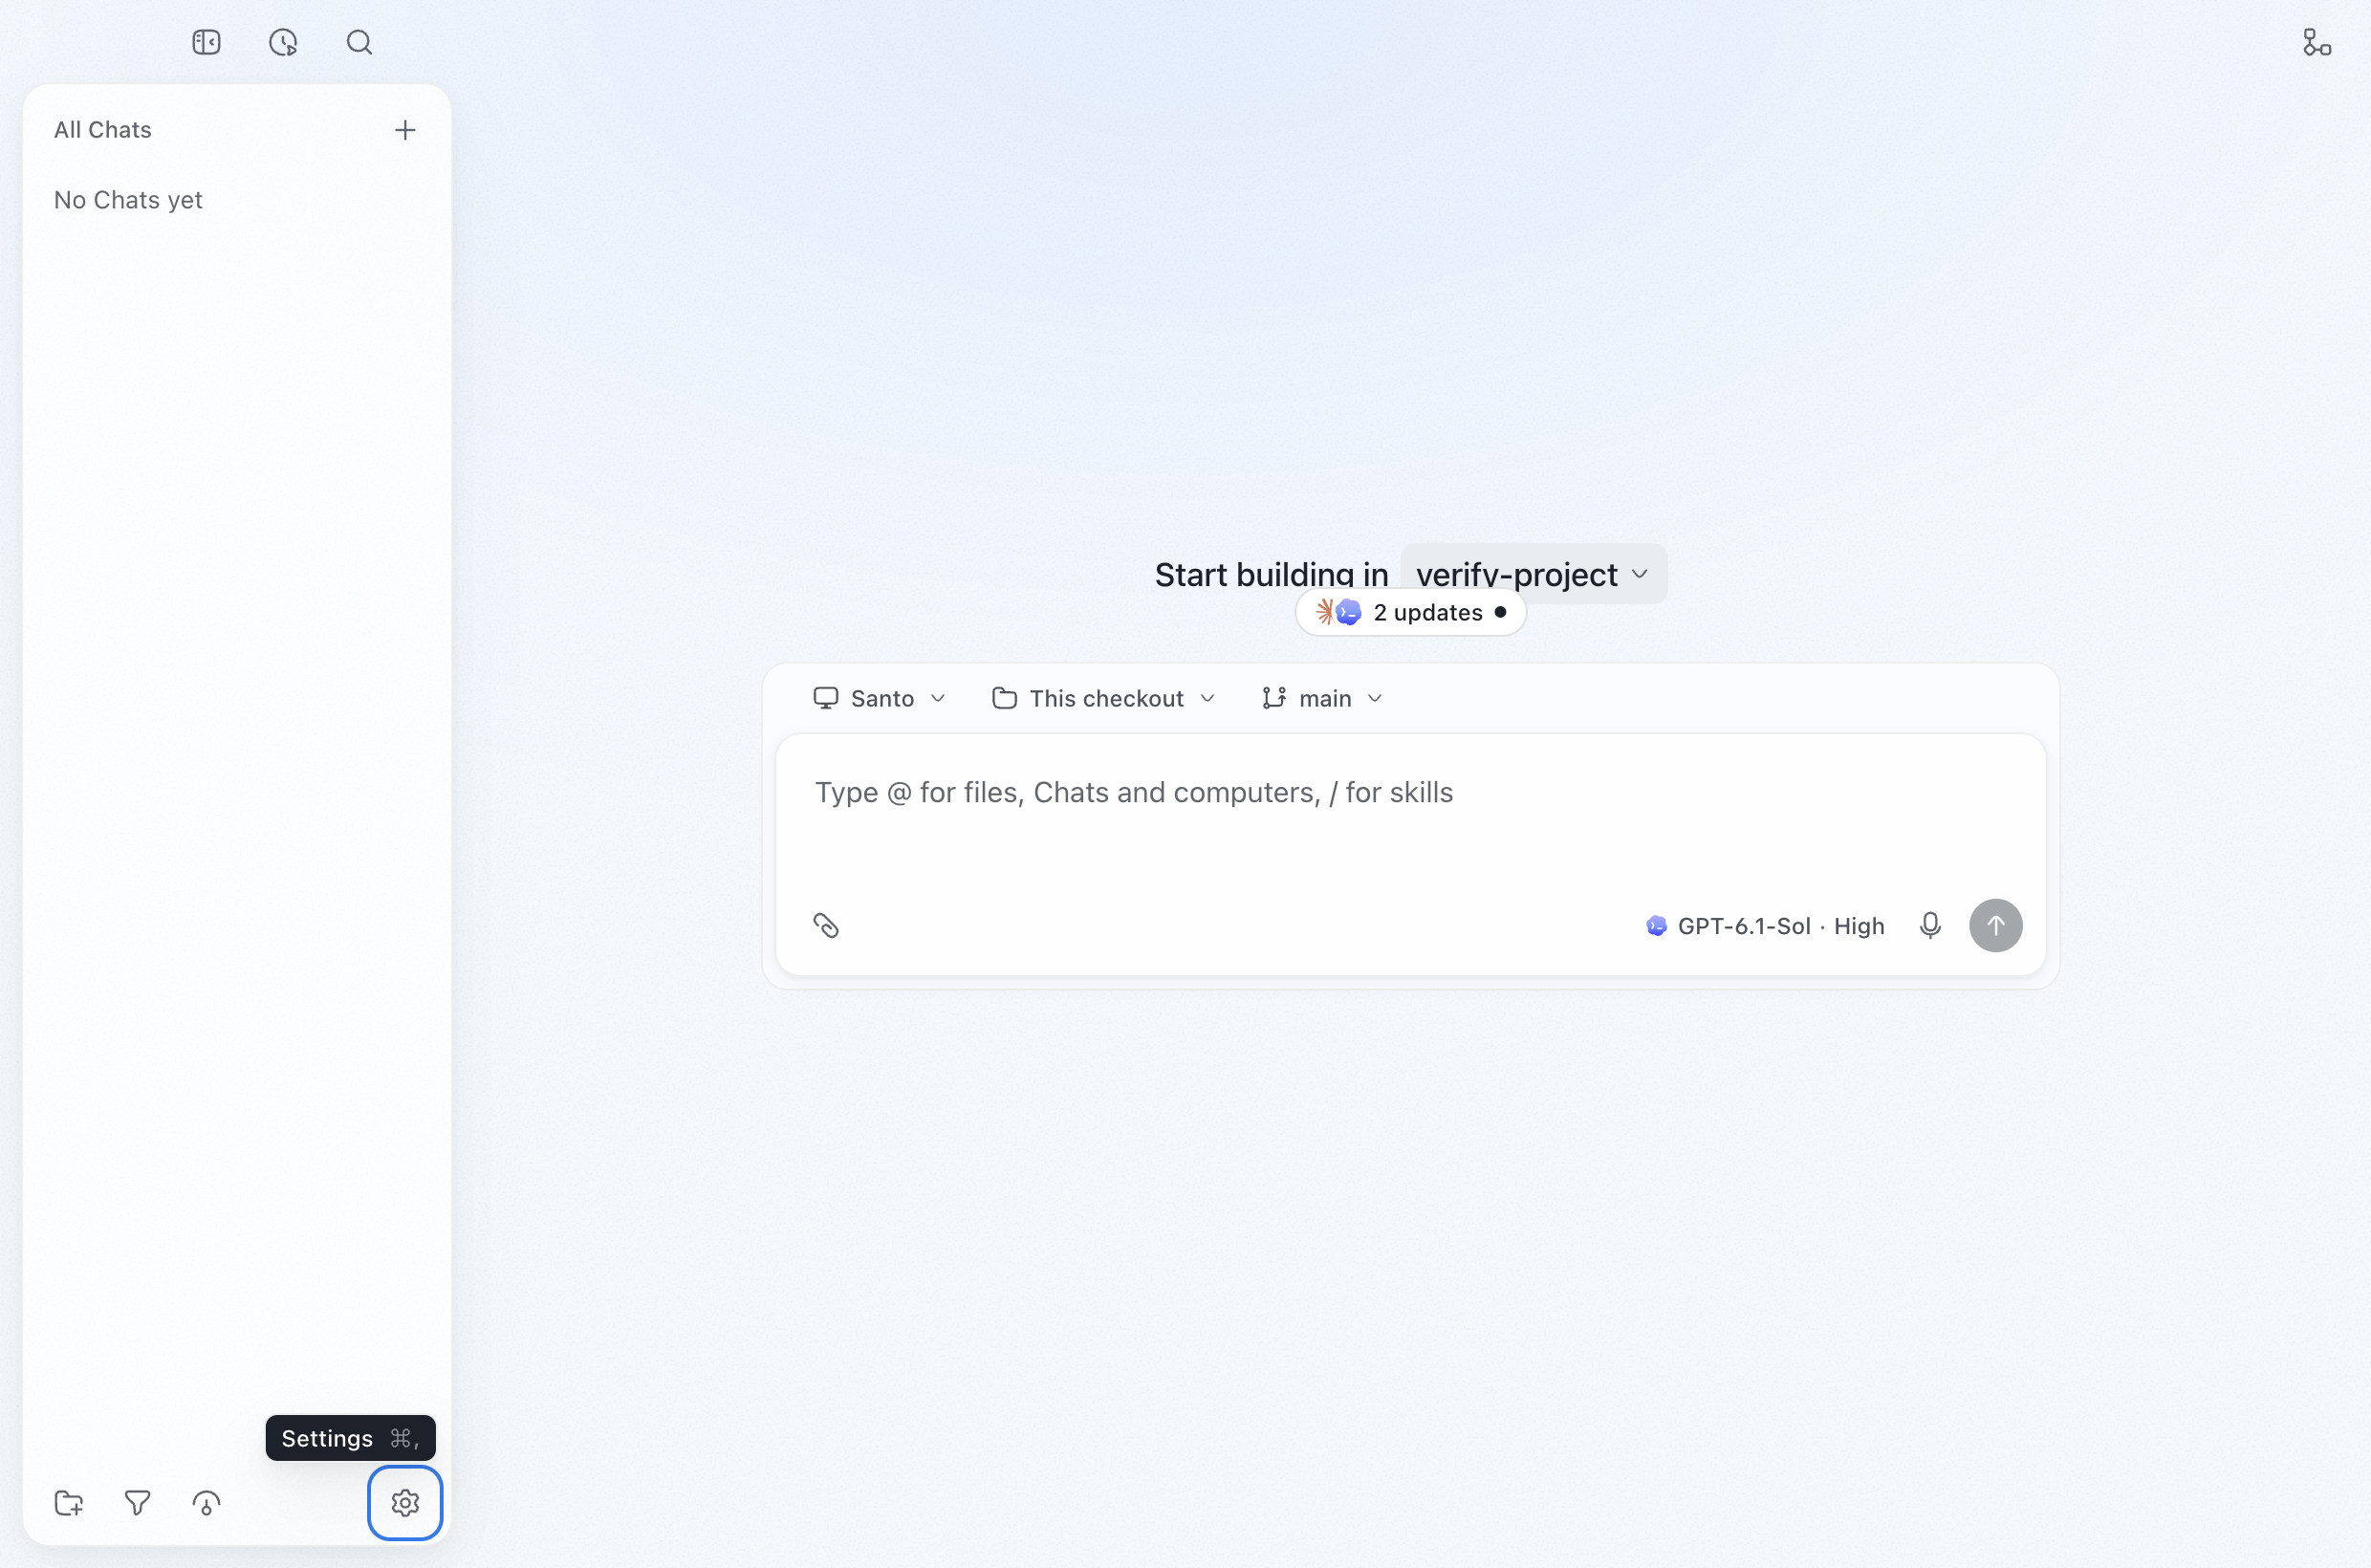 All Chats
No Chats yet
Start building in verify-project
2 updates
Santo
This checkout
main
Type @ for files, Chats and computers, / for skills
GPT-6.1-Sol · High
Settings ⌘,